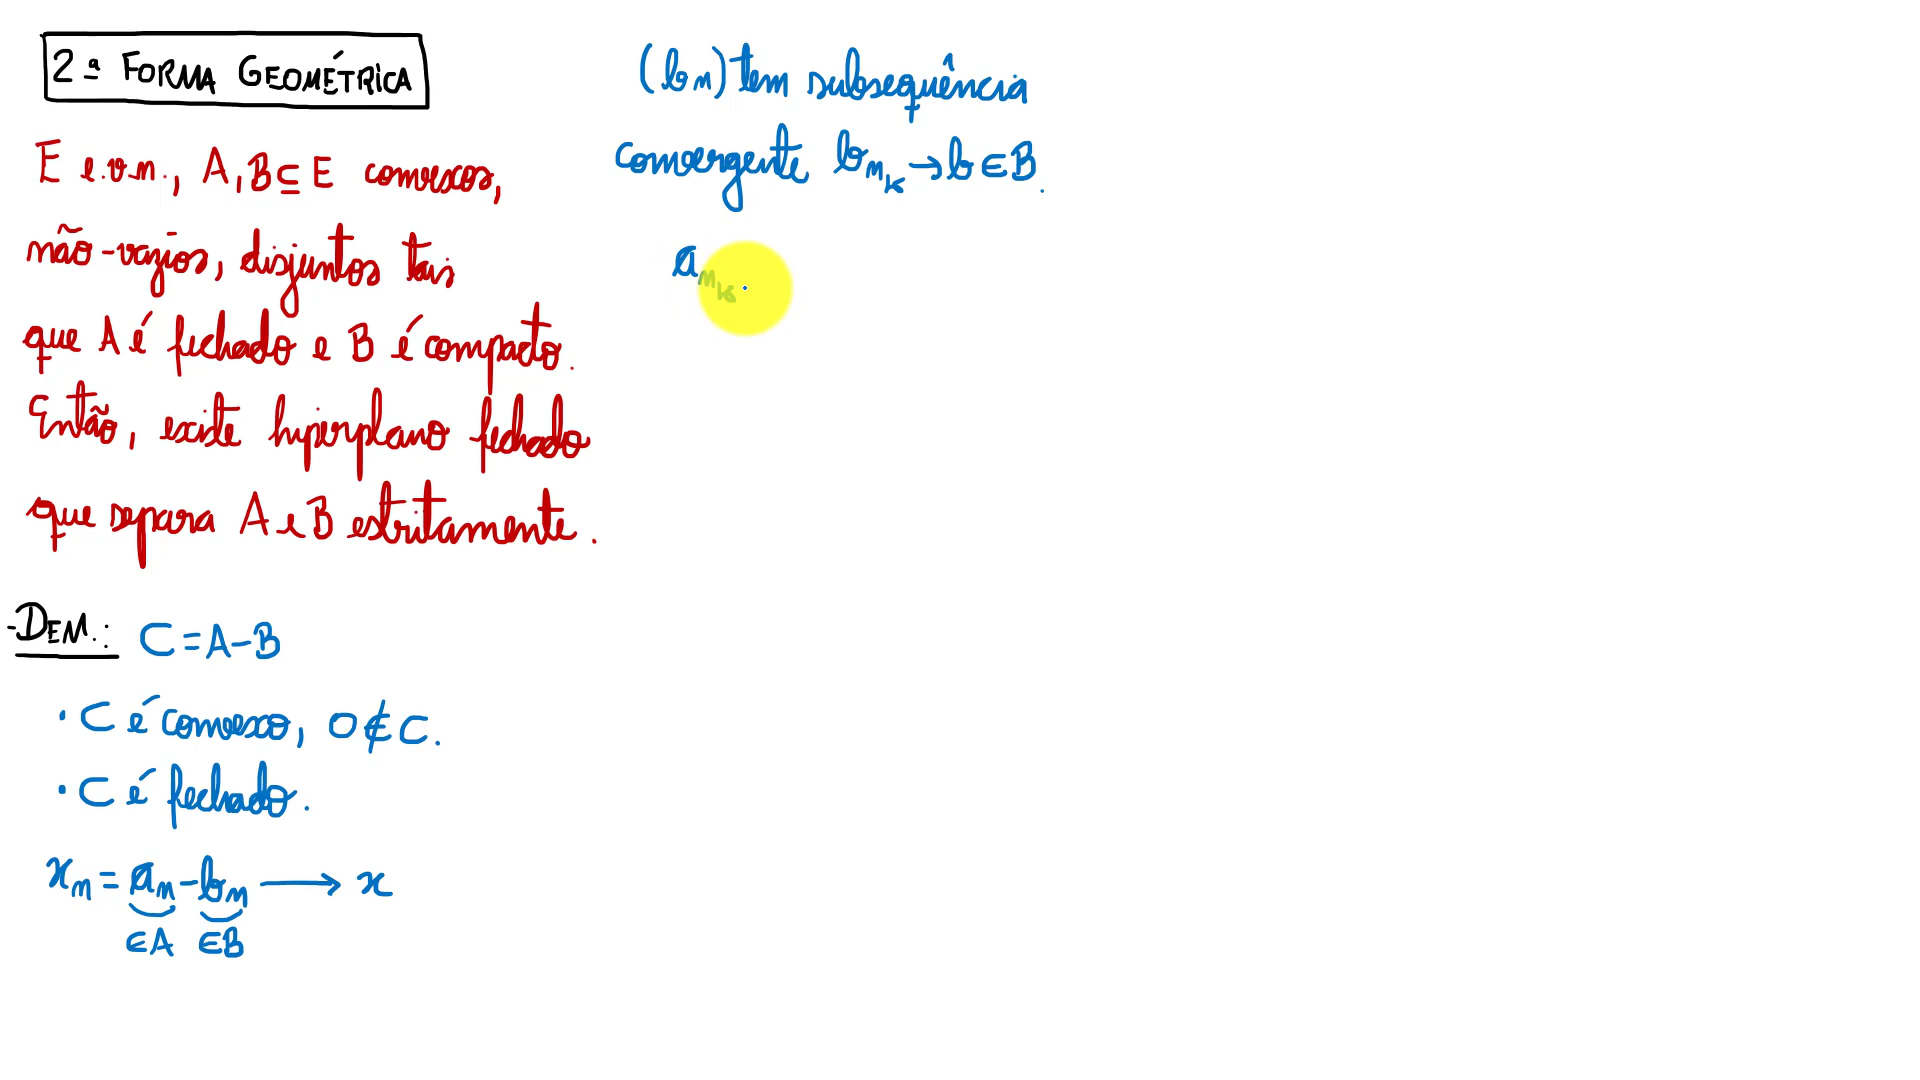 2ª FORMA GEOMÉTRICA
E e.v.n., A, B ⊆ E convexos,
não-vazios, disjuntos tais
que A é fechado e B é compacto.
Então, existe hiperplano fechado
que separa A e B estritamente.
-DEM.: C = A - B
· C é convexo, 0 ∉ C.
· C é fechado.
xₙ = aₙ - bₙ ⟶ x
∈A ∈B
(bₙ) tem subsequência
convergente bₙₖ → b ∈ B.
aₙₖ